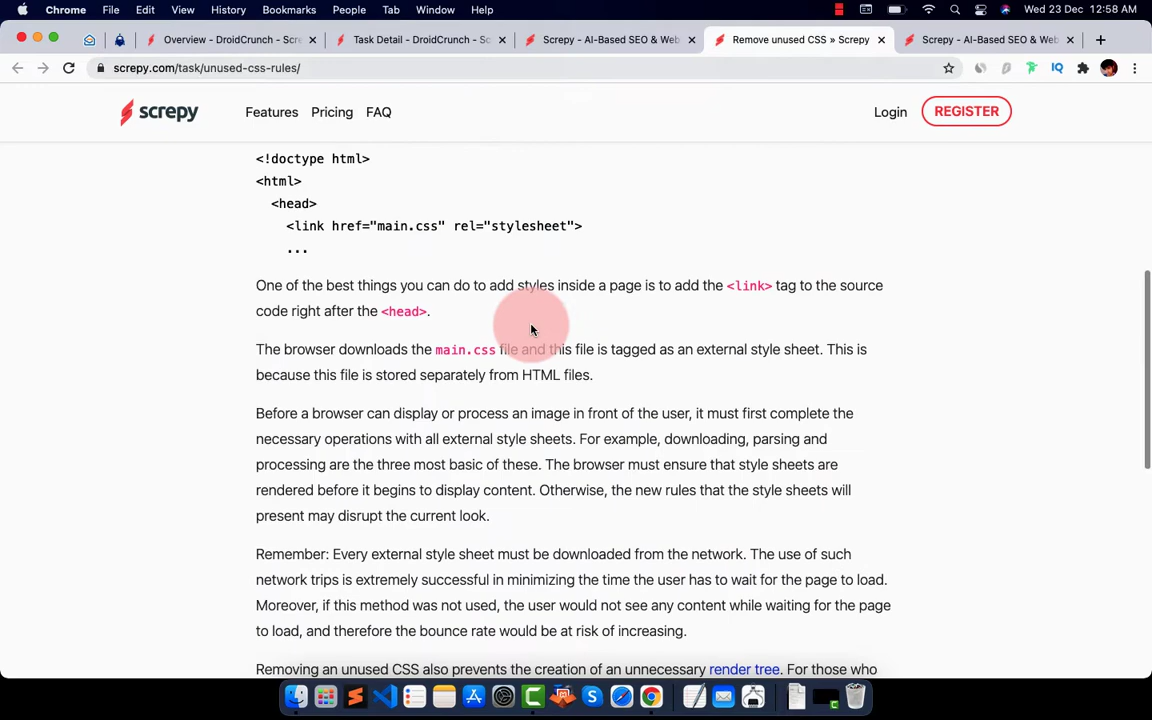 Chrome File Edit View History Bookmarks People Tab Window Help Wed 23 Dec 12:58 AM
Overview - DroidCrunch - Scre
Task Detail - DroidCrunch - Sc
Screpy - AI-Based SEO & Web
Remove unused CSS » Screpy
Screpy - AI-Based SEO & Web
screpy.com/task/unused-css-rules/
IQ
screpy Features Pricing FAQ Login REGISTER
<!doctype html>
<html>
<head>
<link href="main.css" rel="stylesheet">
...
One of the best things you can do to add styles inside a page is to add the <link> tag to the source
code right after the <head>.
The browser downloads the main.css file and this file is tagged as an external style sheet. This is
because this file is stored separately from HTML files.
Before a browser can display or process an image in front of the user, it must first complete the
necessary operations with all external style sheets. For example, downloading, parsing and
processing are the three most basic of these. The browser must ensure that style sheets are
rendered before it begins to display content. Otherwise, the new rules that the style sheets will
present may disrupt the current look.
Remember: Every external style sheet must be downloaded from the network. The use of such
network trips is extremely successful in minimizing the time the user has to wait for the page to load.
Moreover, if this method was not used, the user would not see any content while waiting for the page
to load, and therefore the bounce rate would be at risk of increasing.
Removing an unused CSS also prevents the creation of an unnecessary render tree. For those who